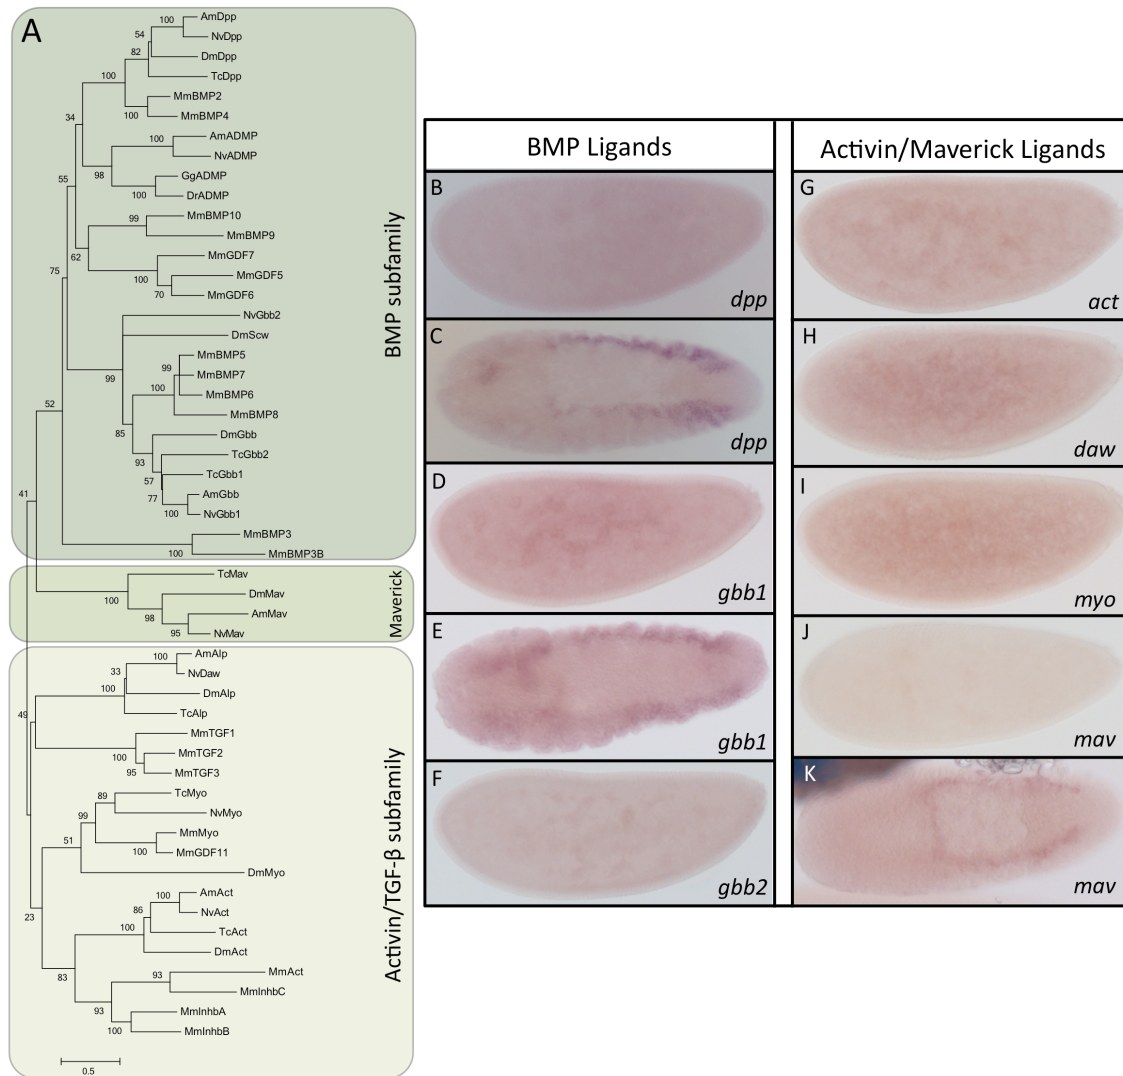 A
100
AmDpp
54
NvDpp
82
DmDpp
100
TcDpp
MmBMP2
100
MmBMP4
34
100
AmADMP
NvADMP
98
GgADMP
100
DrADMP
55
99
MmBMP10
MmBMP9
62
MmGDF7
100
MmGDF5
70
MmGDF6
75
NvGbb2
DmScw
99
MmBMP5
99
MmBMP7
100
MmBMP6
MmBMP8
85
DmGbb
93
TcGbb2
57
TcGbb1
77
AmGbb
100
NvGbb1
52
MmBMP3
100
MmBMP3B
BMP subfamily
41
TcMav
100
DmMav
98
AmMav
95
NvMav
Maverick
100
AmAlp
33
NvDaw
100
DmAlp
TcAlp
49
MmTGF1
100
MmTGF2
95
MmTGF3
89
TcMyo
99
NvMyo
51
MmMyo
100
MmGDF11
DmMyo
23
100
AmAct
86
NvAct
100
TcAct
DmAct
83
93
MmAct
MmInhbC
93
MmInhbA
100
MmInhbB
Activin/TGF-β subfamily
0.5
BMP Ligands
B
dpp
C
dpp
D
gbb1
E
gbb1
F
gbb2
Activin/Maverick Ligands
G
act
H
daw
I
myo
J
mav
K
mav